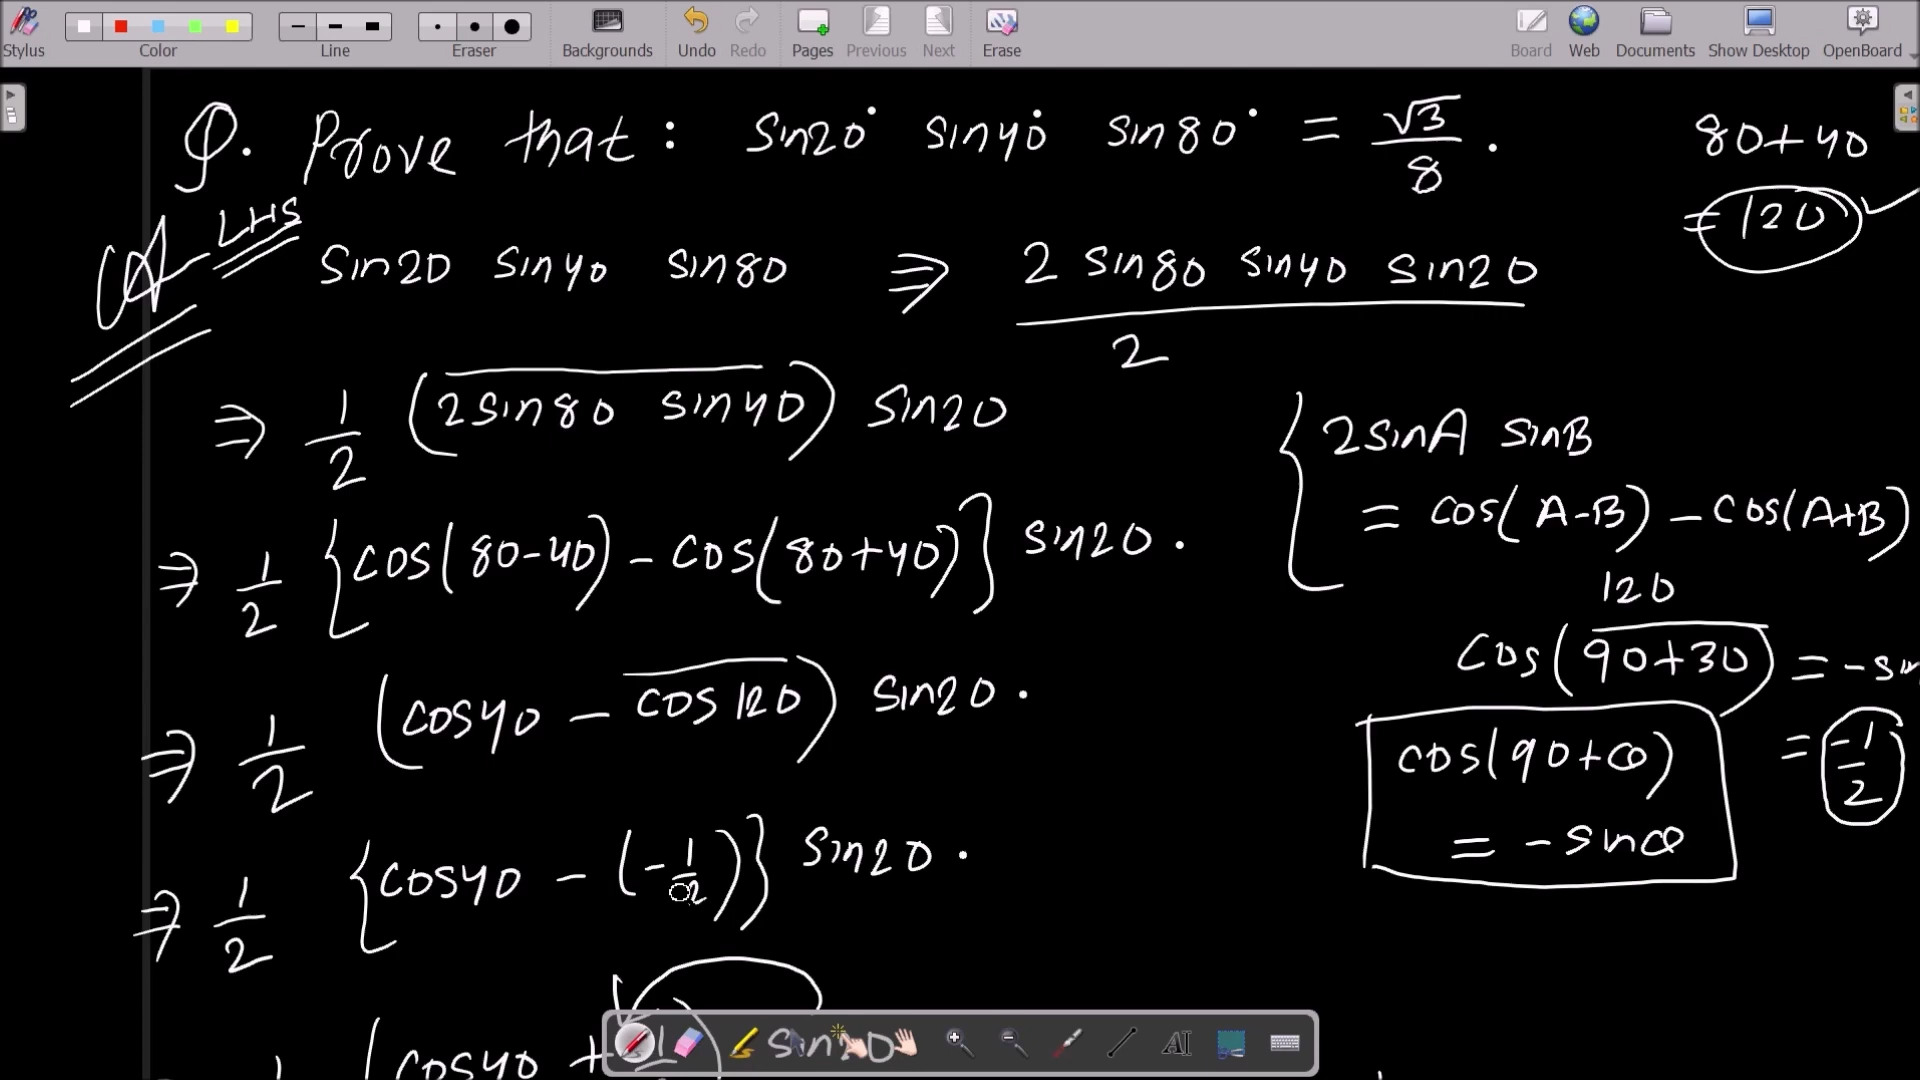 Stylus Color Line Eraser Backgrounds Undo Redo Pages Previous Next Erase Board Web Documents Show Desktop OpenBoard
Q. Prove that : sin20° sin40° sin80° = √3/8 .
80+40
= 120
LHS
sin20 sin40 sin80 ⇒ 2 sin80 sin40 sin20 / 2
⇒ 1/2 (2sin80 sin40) sin20
2sinA sinB
= cos(A-B) - cos(A+B)
⇒ 1/2 {cos(80-40) - cos(80+40)} sin20 .
120
cos(90+30) = -sin
= -1/2
⇒ 1/2 (cos40 - cos120) sin20 .
cos(90+θ)
= -sinθ
⇒ 1/2 {cos40 - (-1/2)} sin20 .
(cos40 + 1
sin20
AI